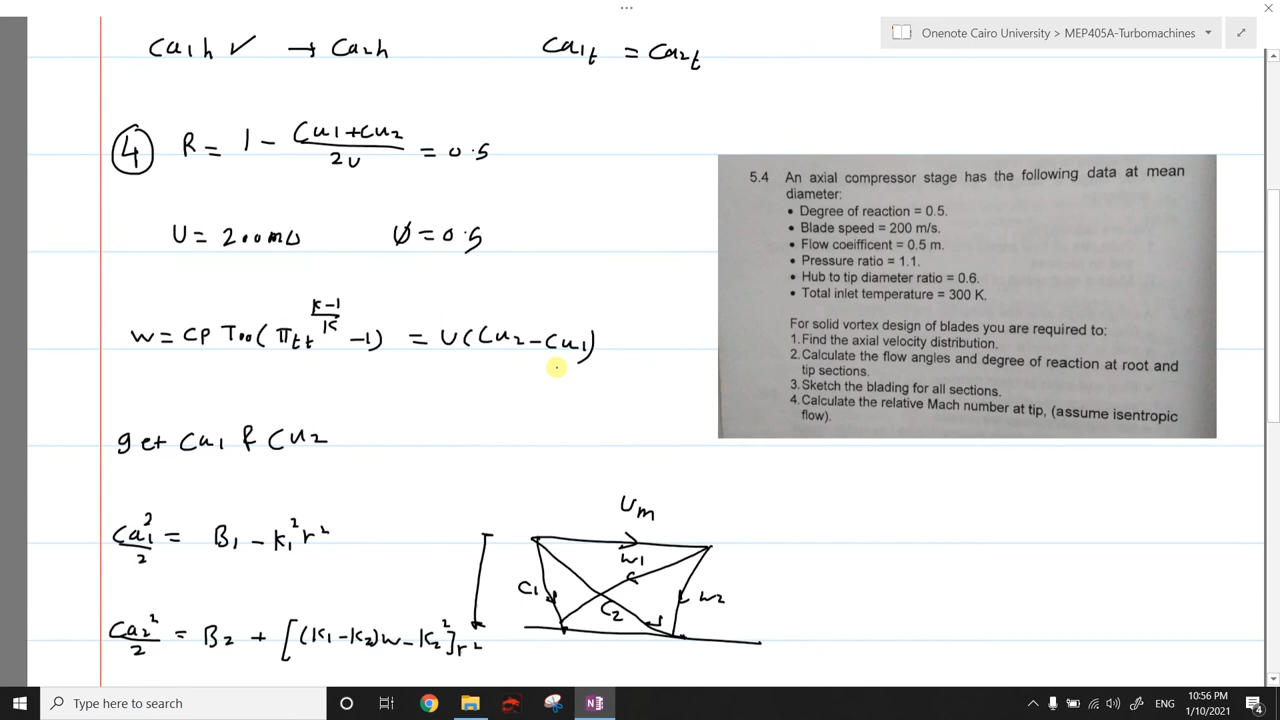 Onenote Cairo University > MEP405A-Turbomachines
Ca1h ✓ → Ca2h Ca1t = Ca2t
④ R = 1 - (Cu1+Cu2)/2U = 0.5
U = 200 m/s Ø = 0.5
W = CP T00 ( πtt^(K-1/K) - 1) = U(Cu2 - Cu1)
get Cu1 & Cu2
Ca1²/2 = B1 - K1² r²
Ca2²/2 = B2 + [(K1-K2)w - K2²] r²
Um
W1
C1
C2
W2
5.4 An axial compressor stage has the following data at mean
diameter:
• Degree of reaction = 0.5.
• Blade speed = 200 m/s.
• Flow coeifficent = 0.5 m.
• Pressure ratio = 1.1.
• Hub to tip diameter ratio = 0.6.
• Total inlet temperature = 300 K.
For solid vortex design of blades you are required to:
1. Find the axial velocity distribution.
2. Calculate the flow angles and degree of reaction at root and
tip sections.
3. Sketch the blading for all sections.
4. Calculate the relative Mach number at tip, (assume isentropic
flow).
Type here to search
ENG
10:56 PM
1/10/2021
4